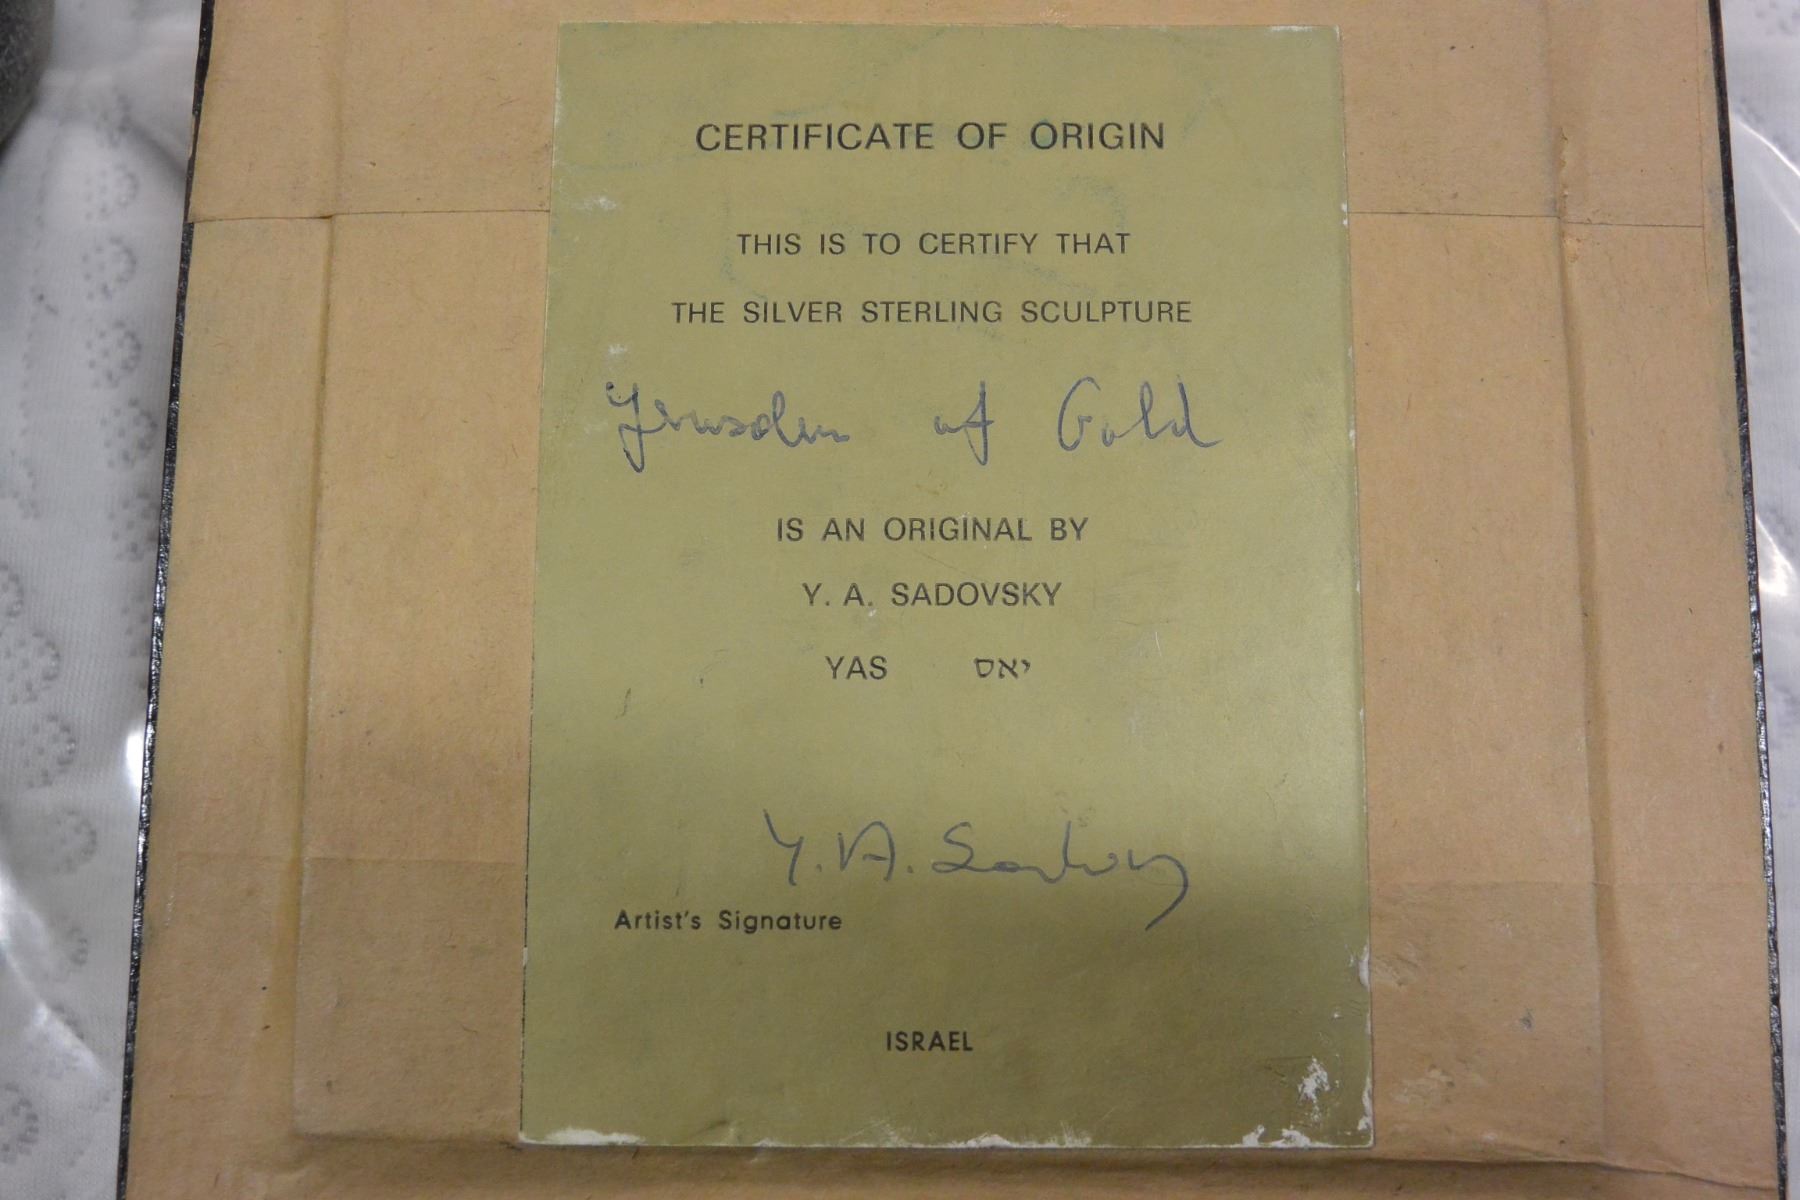 CERTIFICATE OF ORIGIN
THIS IS TO CERTIFY THAT
THE SILVER STERLING SCULPTURE
Jerusalem of Gold
IS AN ORIGINAL BY
Y. A. SADOVSKY
YAS יאס
Y. A. Sadovsky
Artist's Signature
ISRAEL